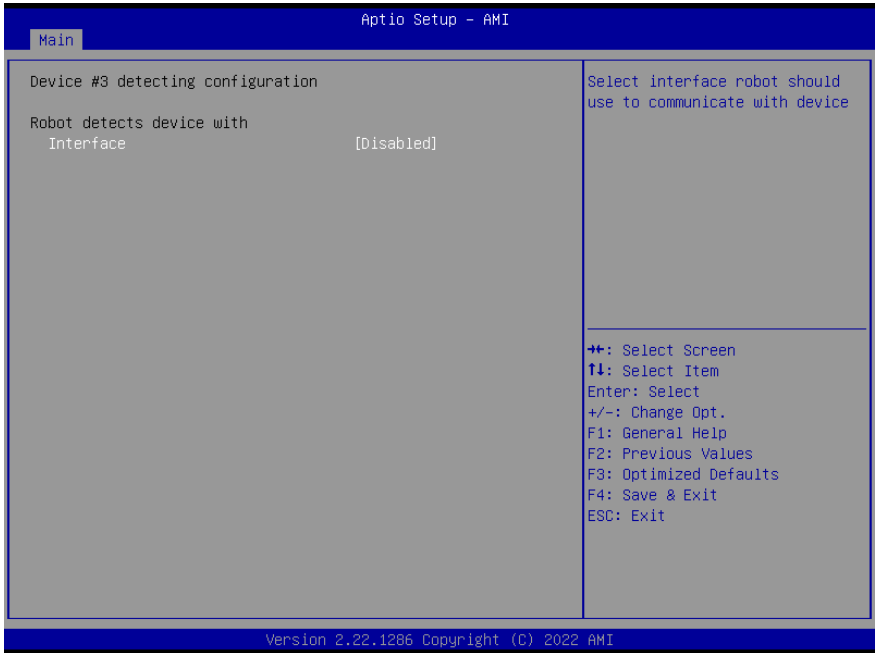 Aptio Setup – AMI
Main
Device #3 detecting configuration
Robot detects device with
Interface [Disabled]
Select interface robot should
use to communicate with device
→←: Select Screen
↑↓: Select Item
Enter: Select
+/-: Change Opt.
F1: General Help
F2: Previous Values
F3: Optimized Defaults
F4: Save & Exit
ESC: Exit
Version 2.22.1286 Copyright (C) 2022 AMI